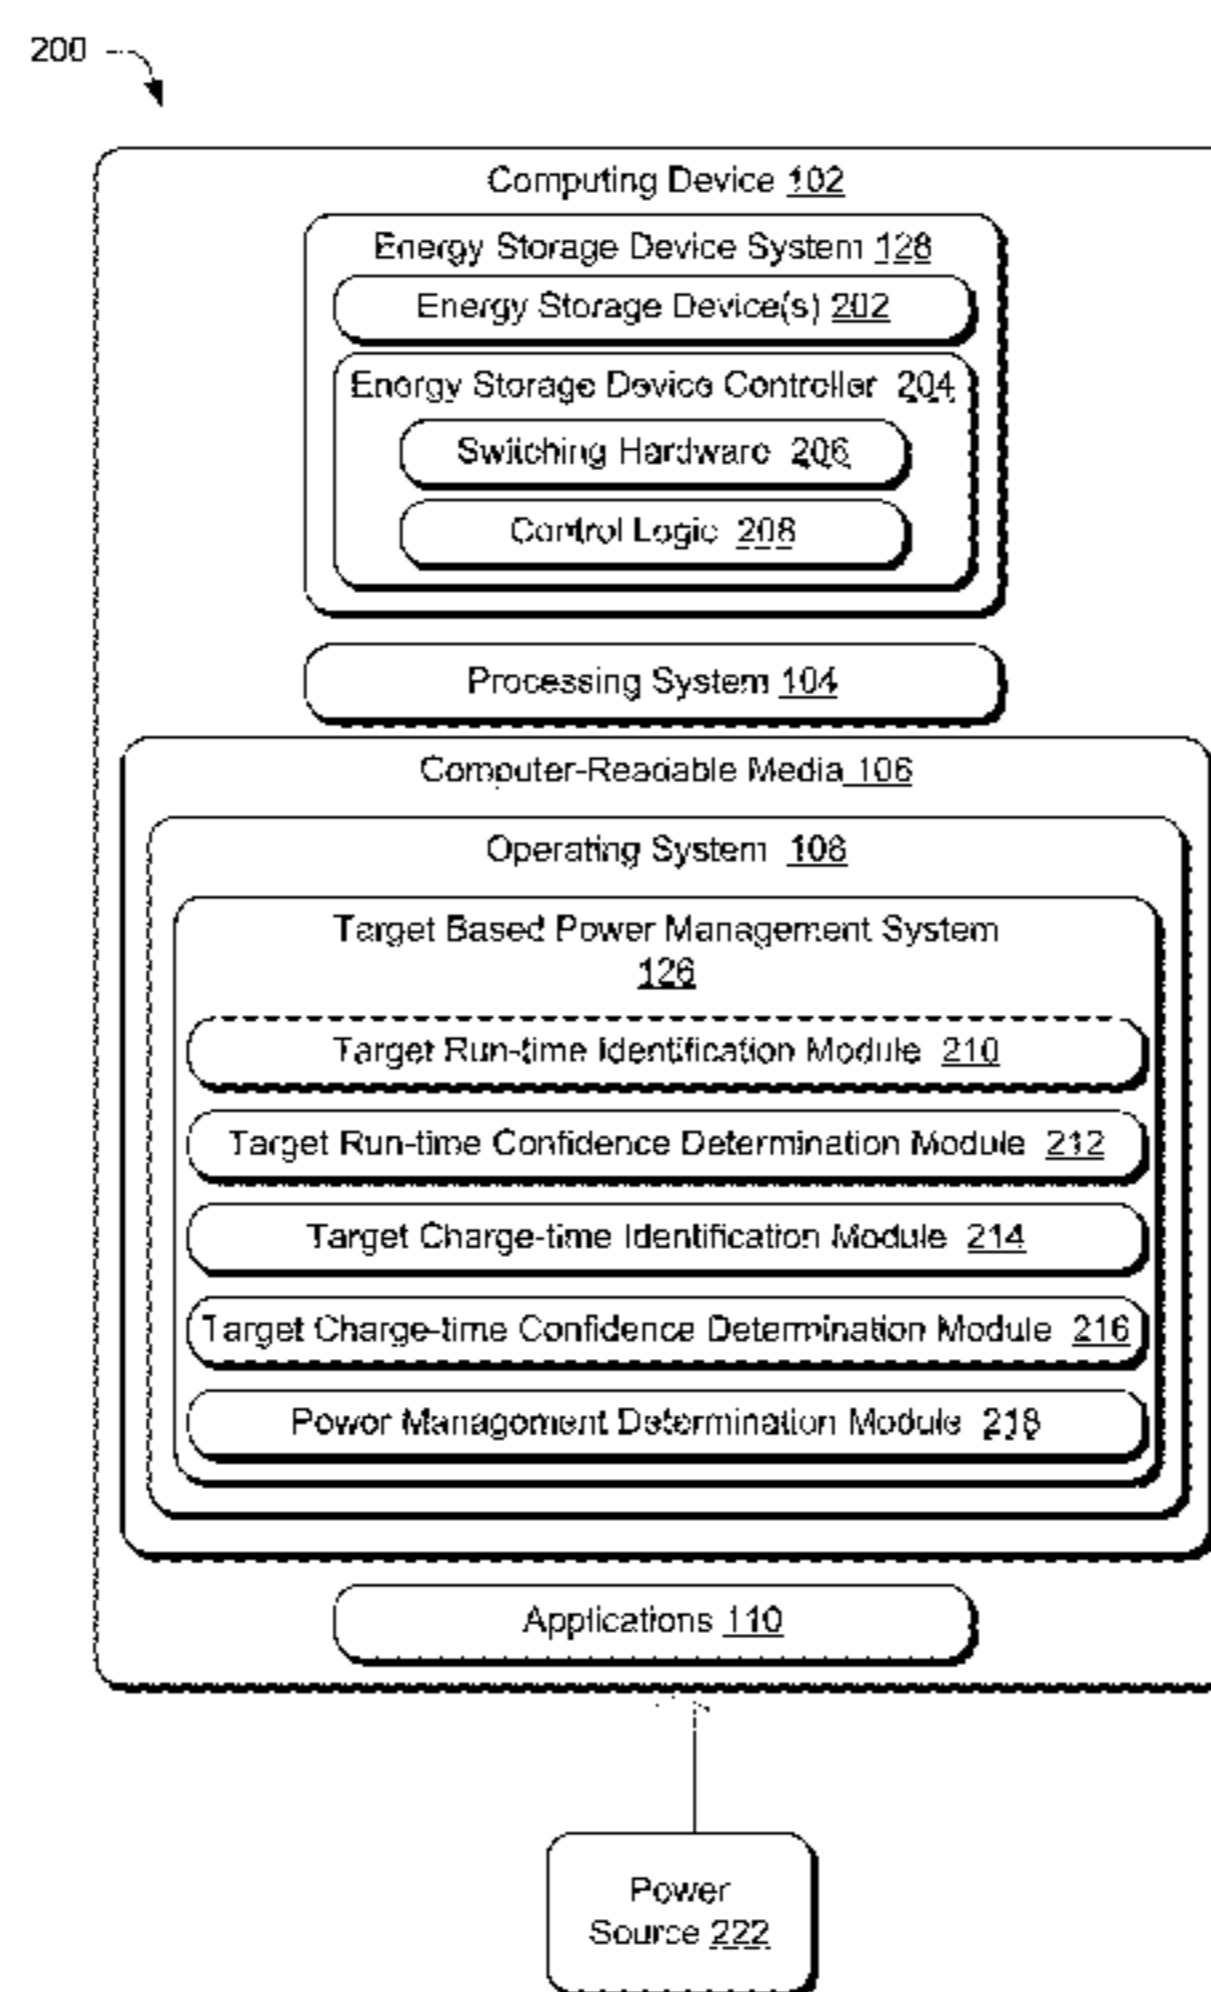 200
Computing Device 102
Energy Storage Device System 128
Energy Storage Device(s) 202
Energy Storage Device Controller 204
Switching Hardware 206
Control Logic 208
Processing System 104
Computer-Readable Media 106
Operating System 108
Target Based Power Management System
126
Target Run-time Identification Module 210
Target Run-time Confidence Determination Module 212
Target Charge-time Identification Module 214
Target Charge-time Confidence Determination Module 216
Power Management Determination Module 218
Applications 110
Power
Source 222